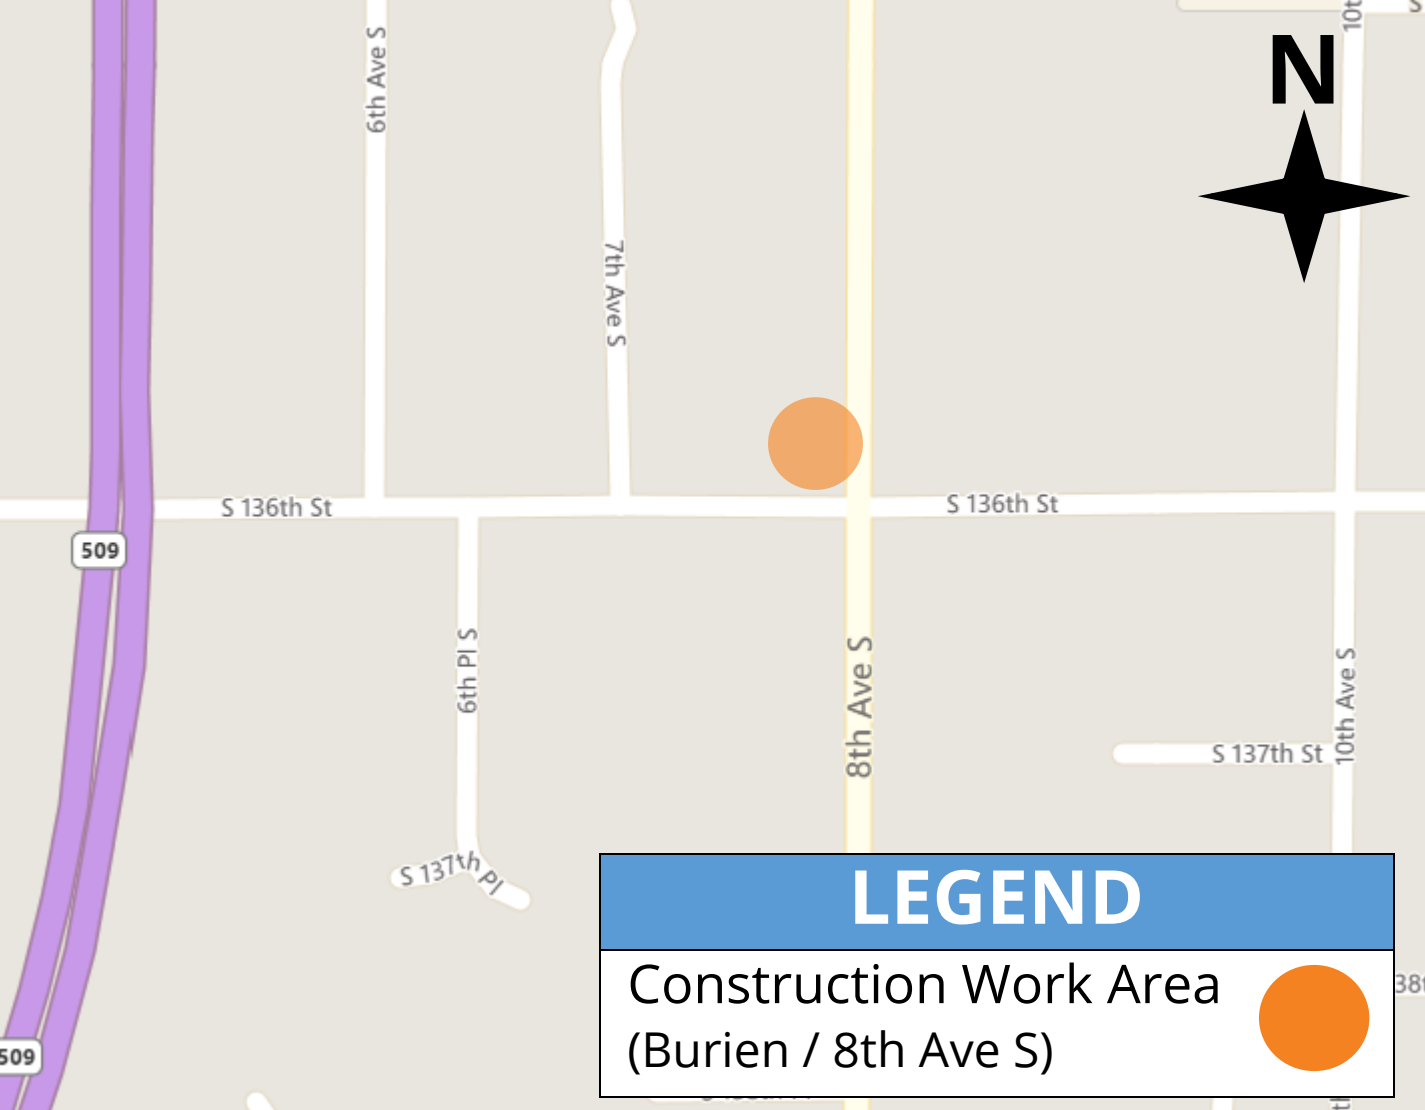 6th Ave S
7th Ave S
N
S 136th St
S 136th St
509
6th Pl S
8th Ave S
10th Ave S
S 137th St
S 137th Pl
LEGEND
Construction Work Area
(Burien / 8th Ave S)
509